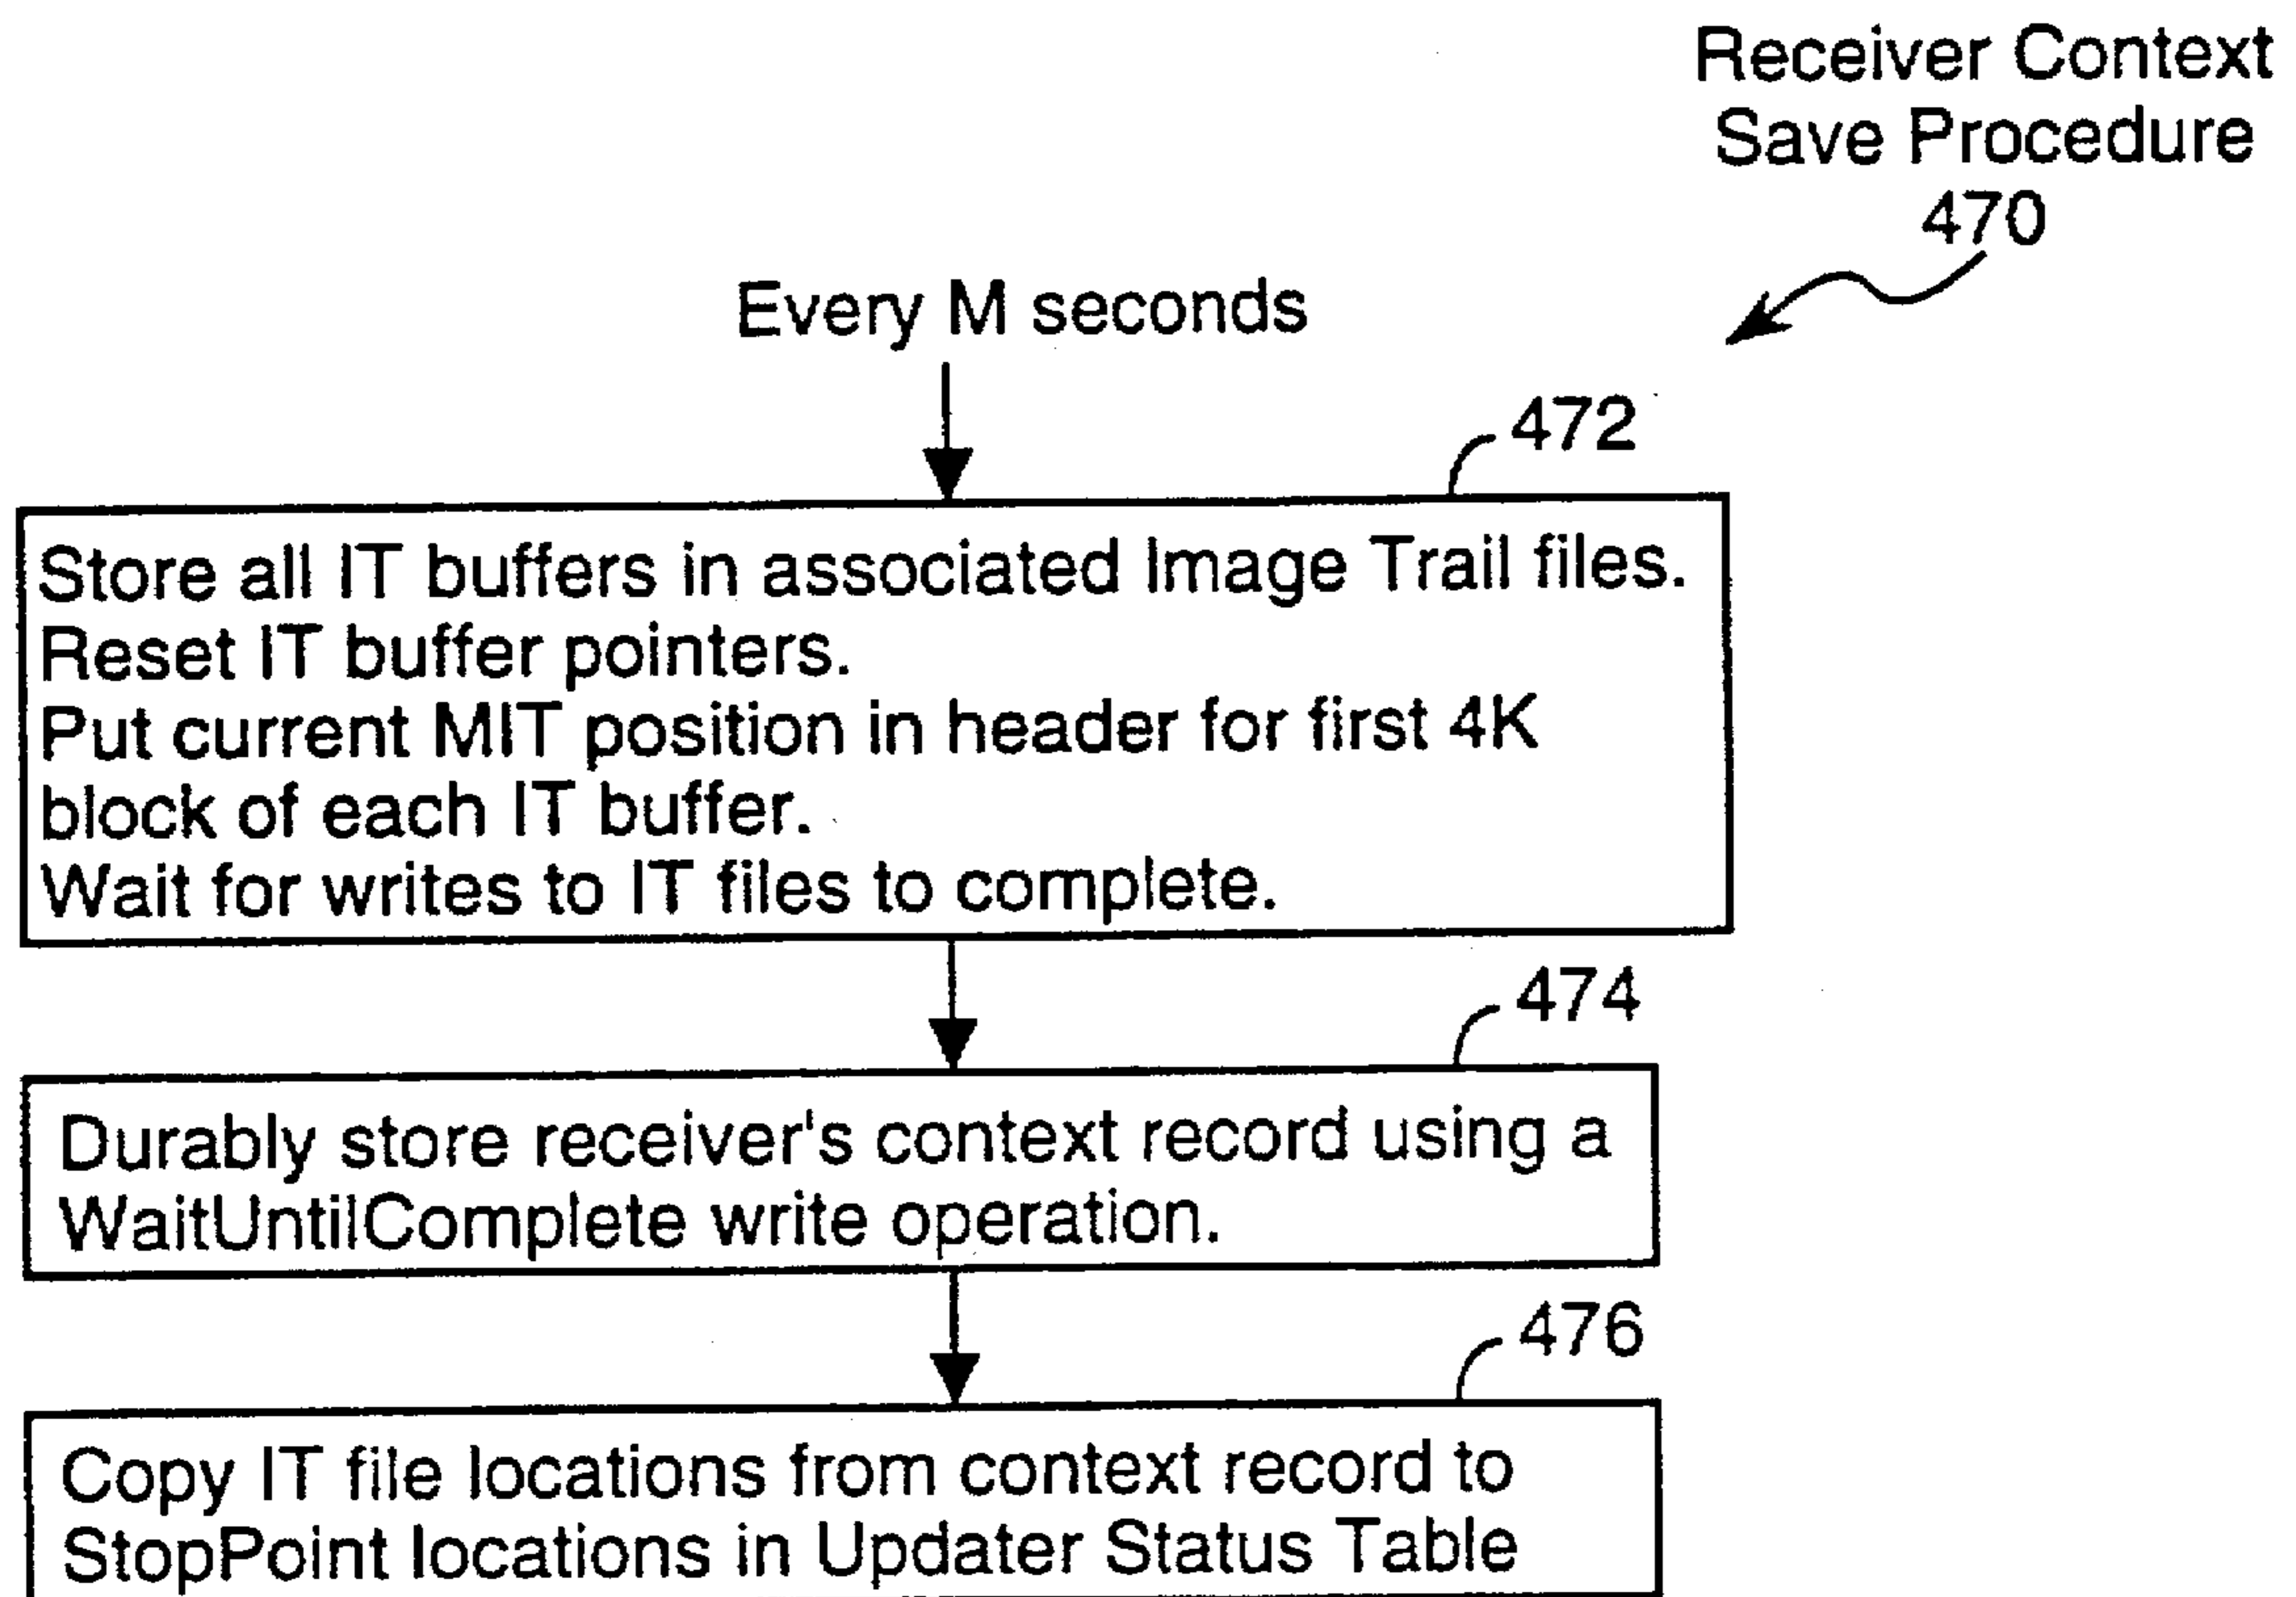 Receiver Context
Save Procedure
470
Every M seconds
472
Store all IT buffers in associated Image Trail files.
Reset IT buffer pointers.
Put current MIT position in header for first 4K
block of each IT buffer.
Wait for writes to IT files to complete.
474
Durably store receiver's context record using a
WaitUntilComplete write operation.
476
Copy IT file locations from context record to
StopPoint locations in Updater Status Table